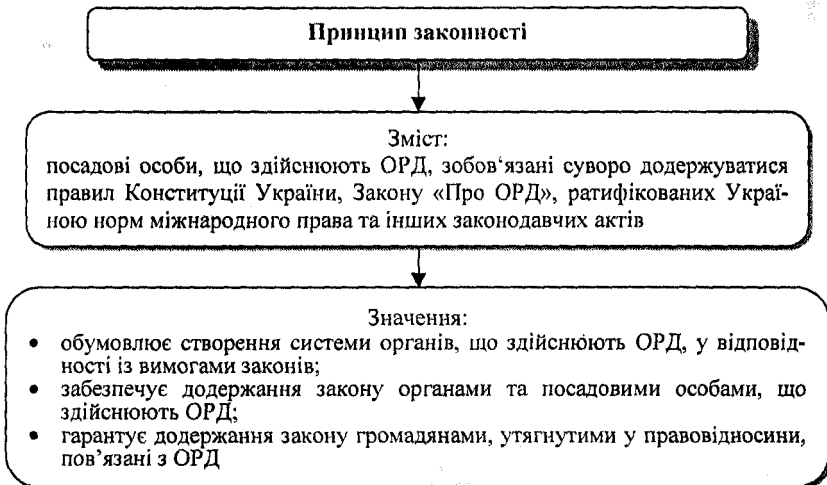 Принцип законності
Зміст:
посадові особи, що здійснюють ОРД, зобов‘язані суворо додержуватися
правил Конституції України, Закону «Про ОРД», ратифікованих Украї-
ною норм міжнародного права та інших законодавчих актів
Значення:
• обумовлює створення системи органів, що здійснюють ОРД, у відповід-
ності із вимогами законів;
• забезпечує додержання закону органами та посадовими особами, що
здійснюють ОРД;
• гарантує додержання закону громадянами, утягнутими у правовідносини,
пов’язані з ОРД